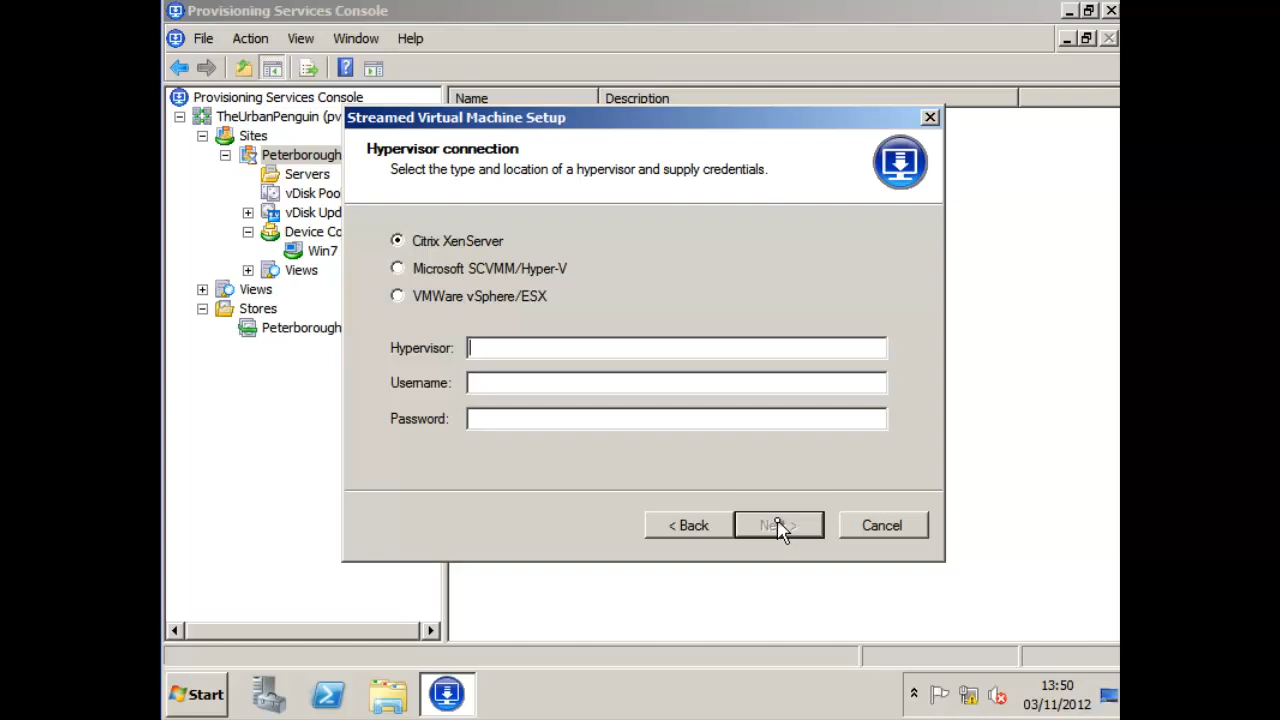 Provisioning Services Console
File Action View Window Help
Provisioning Services Console
TheUrbanPenguin (pv
Sites
Peterborough
Servers
vDisk Poo
vDisk Upd
Device Co
Win7
Views
Views
Stores
Peterborough
Name Description
Streamed Virtual Machine Setup
Hypervisor connection
Select the type and location of a hypervisor and supply credentials.
Citrix XenServer
Microsoft SCVMM/Hyper-V
VMWare vSphere/ESX
Hypervisor:
Username:
Password:
< Back Cancel
Start
13:50
03/11/2012